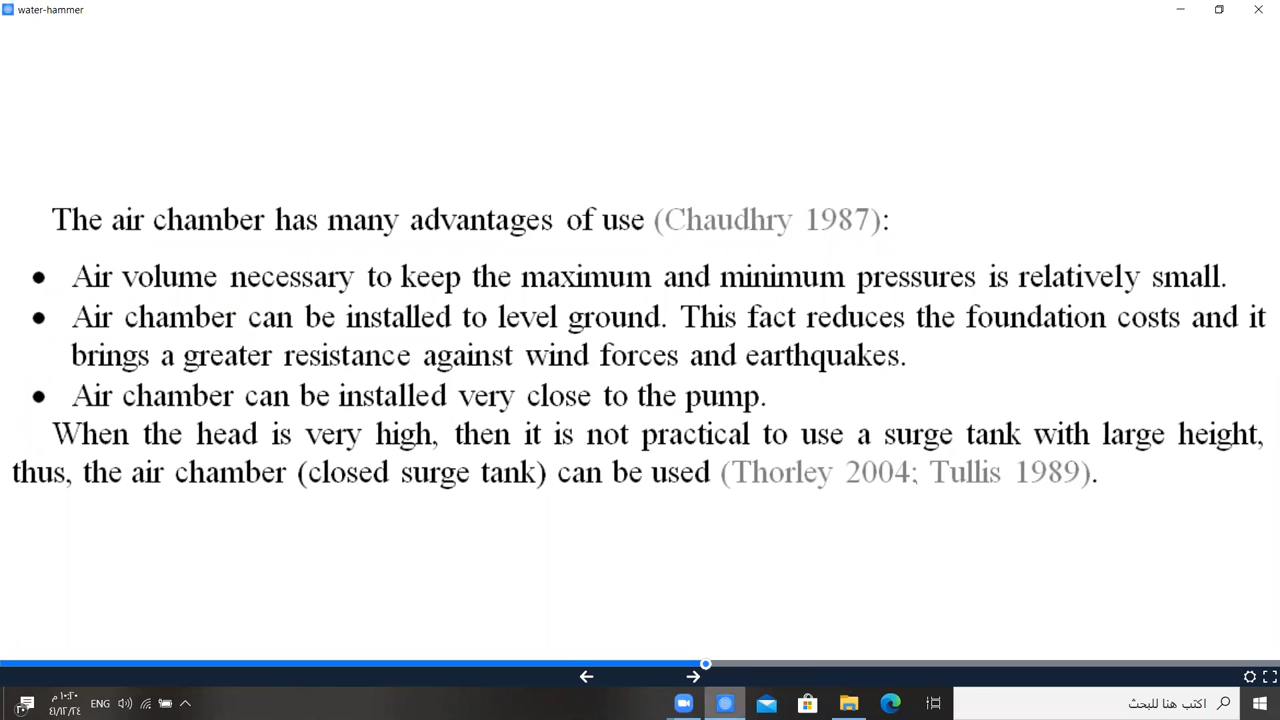 water-hammer
The air chamber has many advantages of use (Chaudhry 1987):
• Air volume necessary to keep the maximum and minimum pressures is relatively small.
• Air chamber can be installed to level ground. This fact reduces the foundation costs and it
brings a greater resistance against wind forces and earthquakes.
• Air chamber can be installed very close to the pump.
When the head is very high, then it is not practical to use a surge tank with large height,
thus, the air chamber (closed surge tank) can be used (Thorley 2004; Tullis 1989).
١٠:٢٠ م
ENG
اكتب هنا للبحث